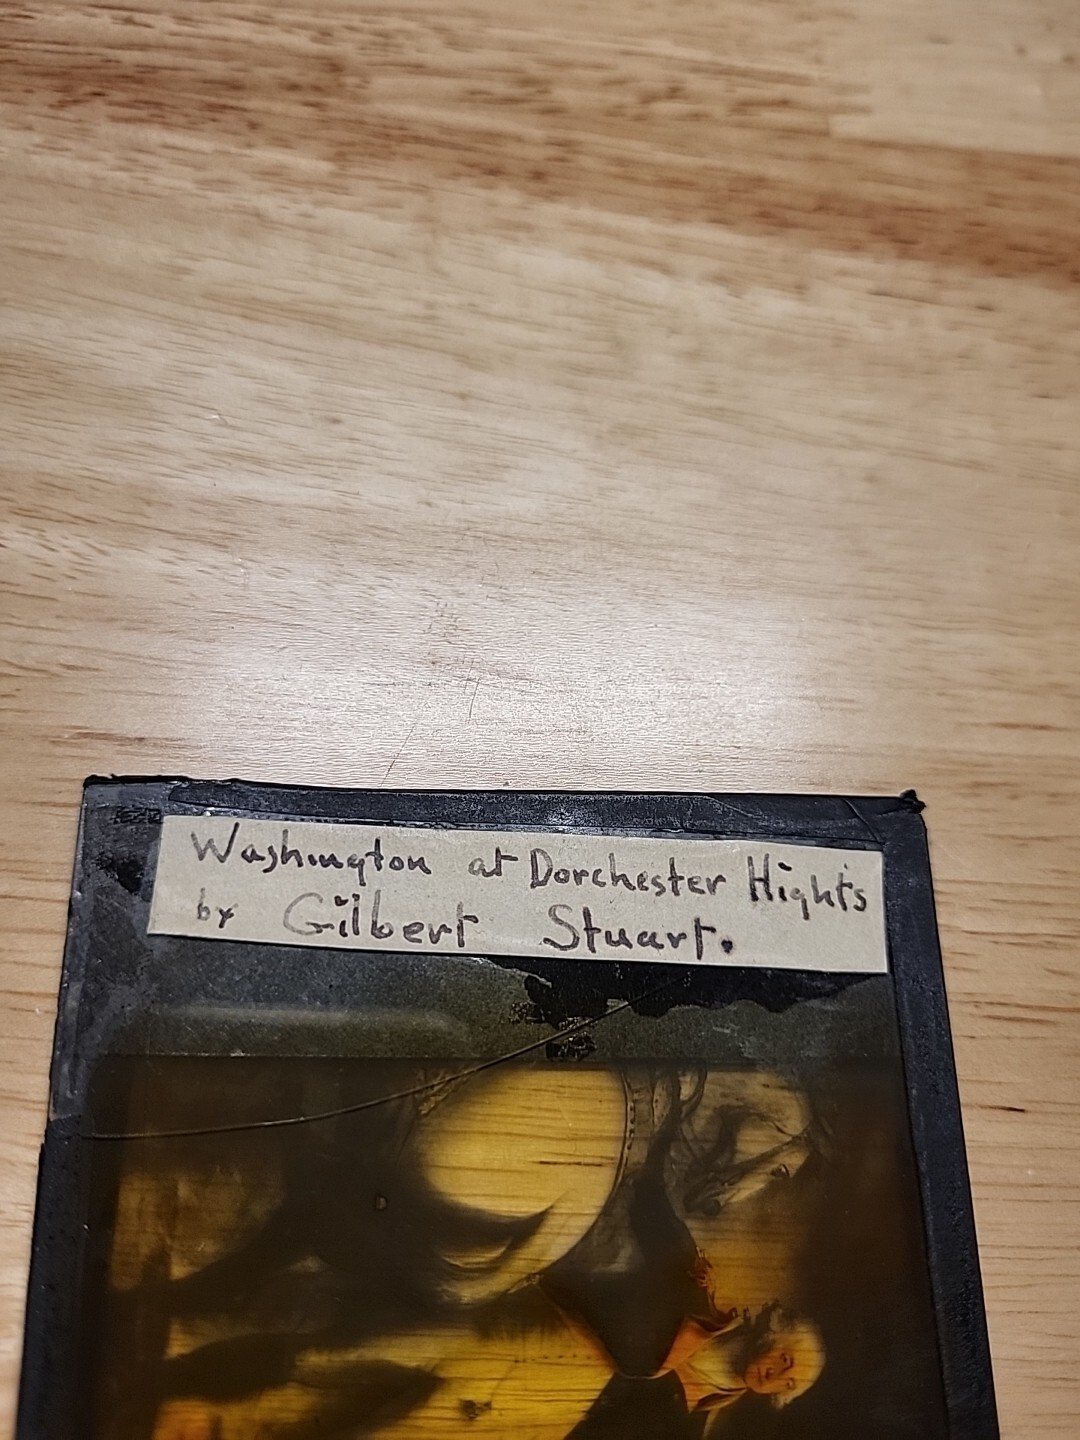 Washington at Dorchester Hights
by Gilbert Stuart.